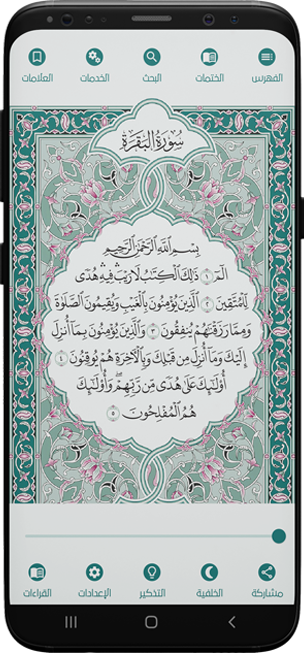 الفهرس الختمات البحث الخدمات العلامات
سُورَةُ البَقَرَةِ
بِسْمِ ٱللَّهِ ٱلرَّحْمَٰنِ ٱلرَّحِيمِ
الٓمٓ ١ ذَٰلِكَ ٱلْكِتَٰبُ لَا رَيْبَ ۛ فِيهِ ۛ هُدًى
لِّلْمُتَّقِينَ ٢ ٱلَّذِينَ يُؤْمِنُونَ بِٱلْغَيْبِ وَيُقِيمُونَ ٱلصَّلَوٰةَ
وَمِمَّا رَزَقْنَٰهُمْ يُنفِقُونَ ٣ وَٱلَّذِينَ يُؤْمِنُونَ بِمَآ أُنزِلَ
إِلَيْكَ وَمَآ أُنزِلَ مِن قَبْلِكَ وَبِٱلْءَاخِرَةِ هُمْ يُوقِنُونَ ٤
أُو۟لَٰٓئِكَ عَلَىٰ هُدًى مِّن رَّبِّهِمْ ۖ وَأُو۟لَٰٓئِكَ
هُمُ ٱلْمُفْلِحُونَ ٥
مشاركة الخلفية التذكير الإعدادات القراءات